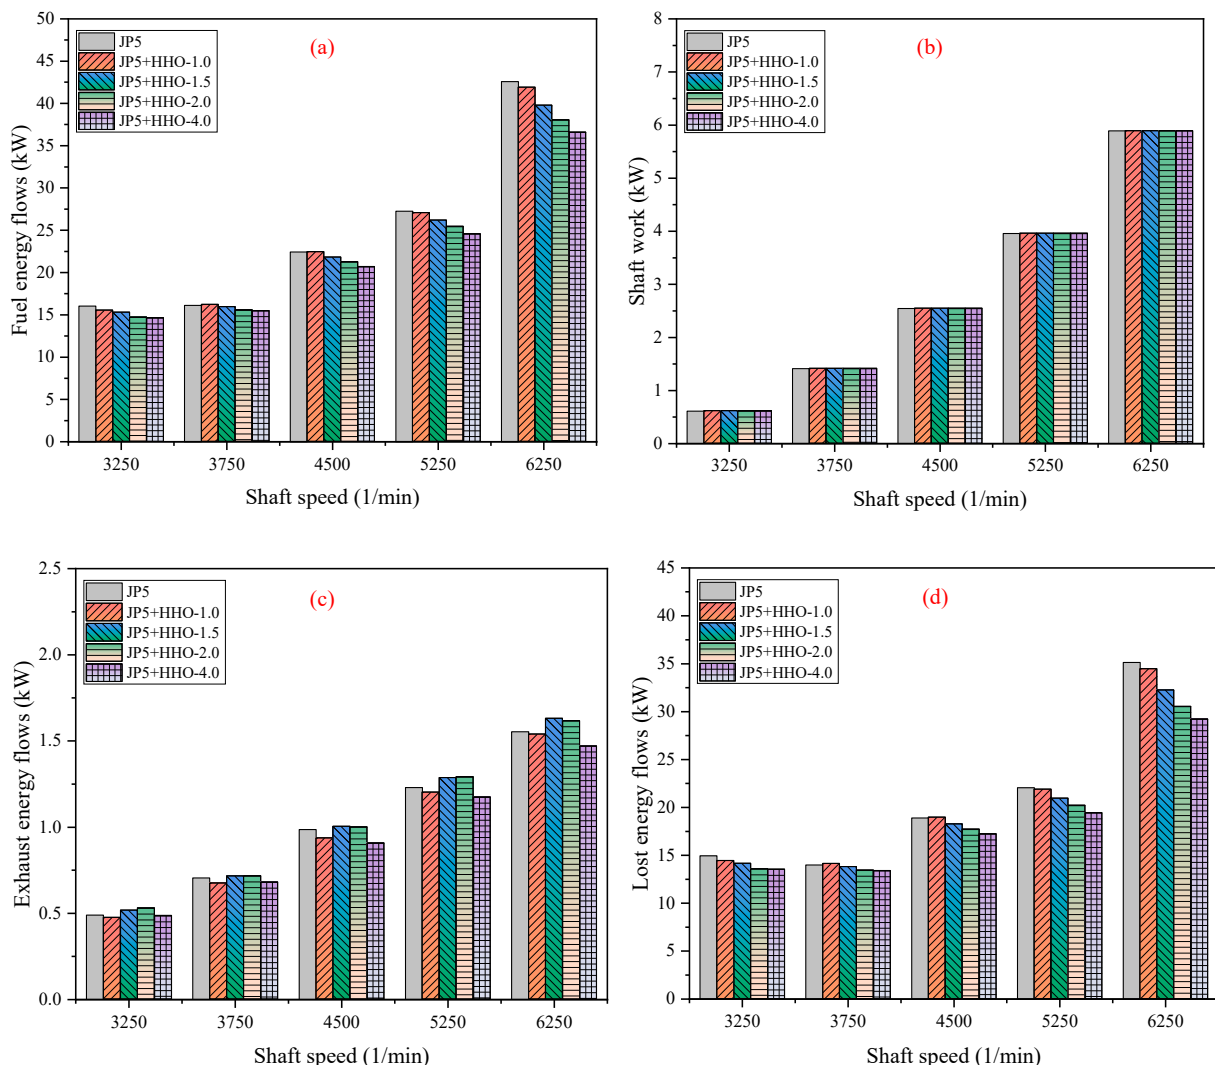 (a)
JP5
JP5+HHO-1.0
JP5+HHO-1.5
JP5+HHO-2.0
JP5+HHO-4.0
50
45
40
35
30
25
20
15
10
5
0
Fuel energy flows (kW)
3250 3750 4500 5250 6250
Shaft speed (1/min)
(b)
JP5
JP5+HHO-1.0
JP5+HHO-1.5
JP5+HHO-2.0
JP5+HHO-4.0
8
7
6
5
4
3
2
1
0
Shaft work (kW)
3250 3750 4500 5250 6250
Shaft speed (1/min)
(c)
JP5
JP5+HHO-1.0
JP5+HHO-1.5
JP5+HHO-2.0
JP5+HHO-4.0
2.5
2.0
1.5
1.0
0.5
0.0
Exhaust energy flows (kW)
3250 3750 4500 5250 6250
Shaft speed (1/min)
(d)
JP5
JP5+HHO-1.0
JP5+HHO-1.5
JP5+HHO-2.0
JP5+HHO-4.0
45
40
35
30
25
20
15
10
5
0
Lost energy flows (kW)
3250 3750 4500 5250 6250
Shaft speed (1/min)